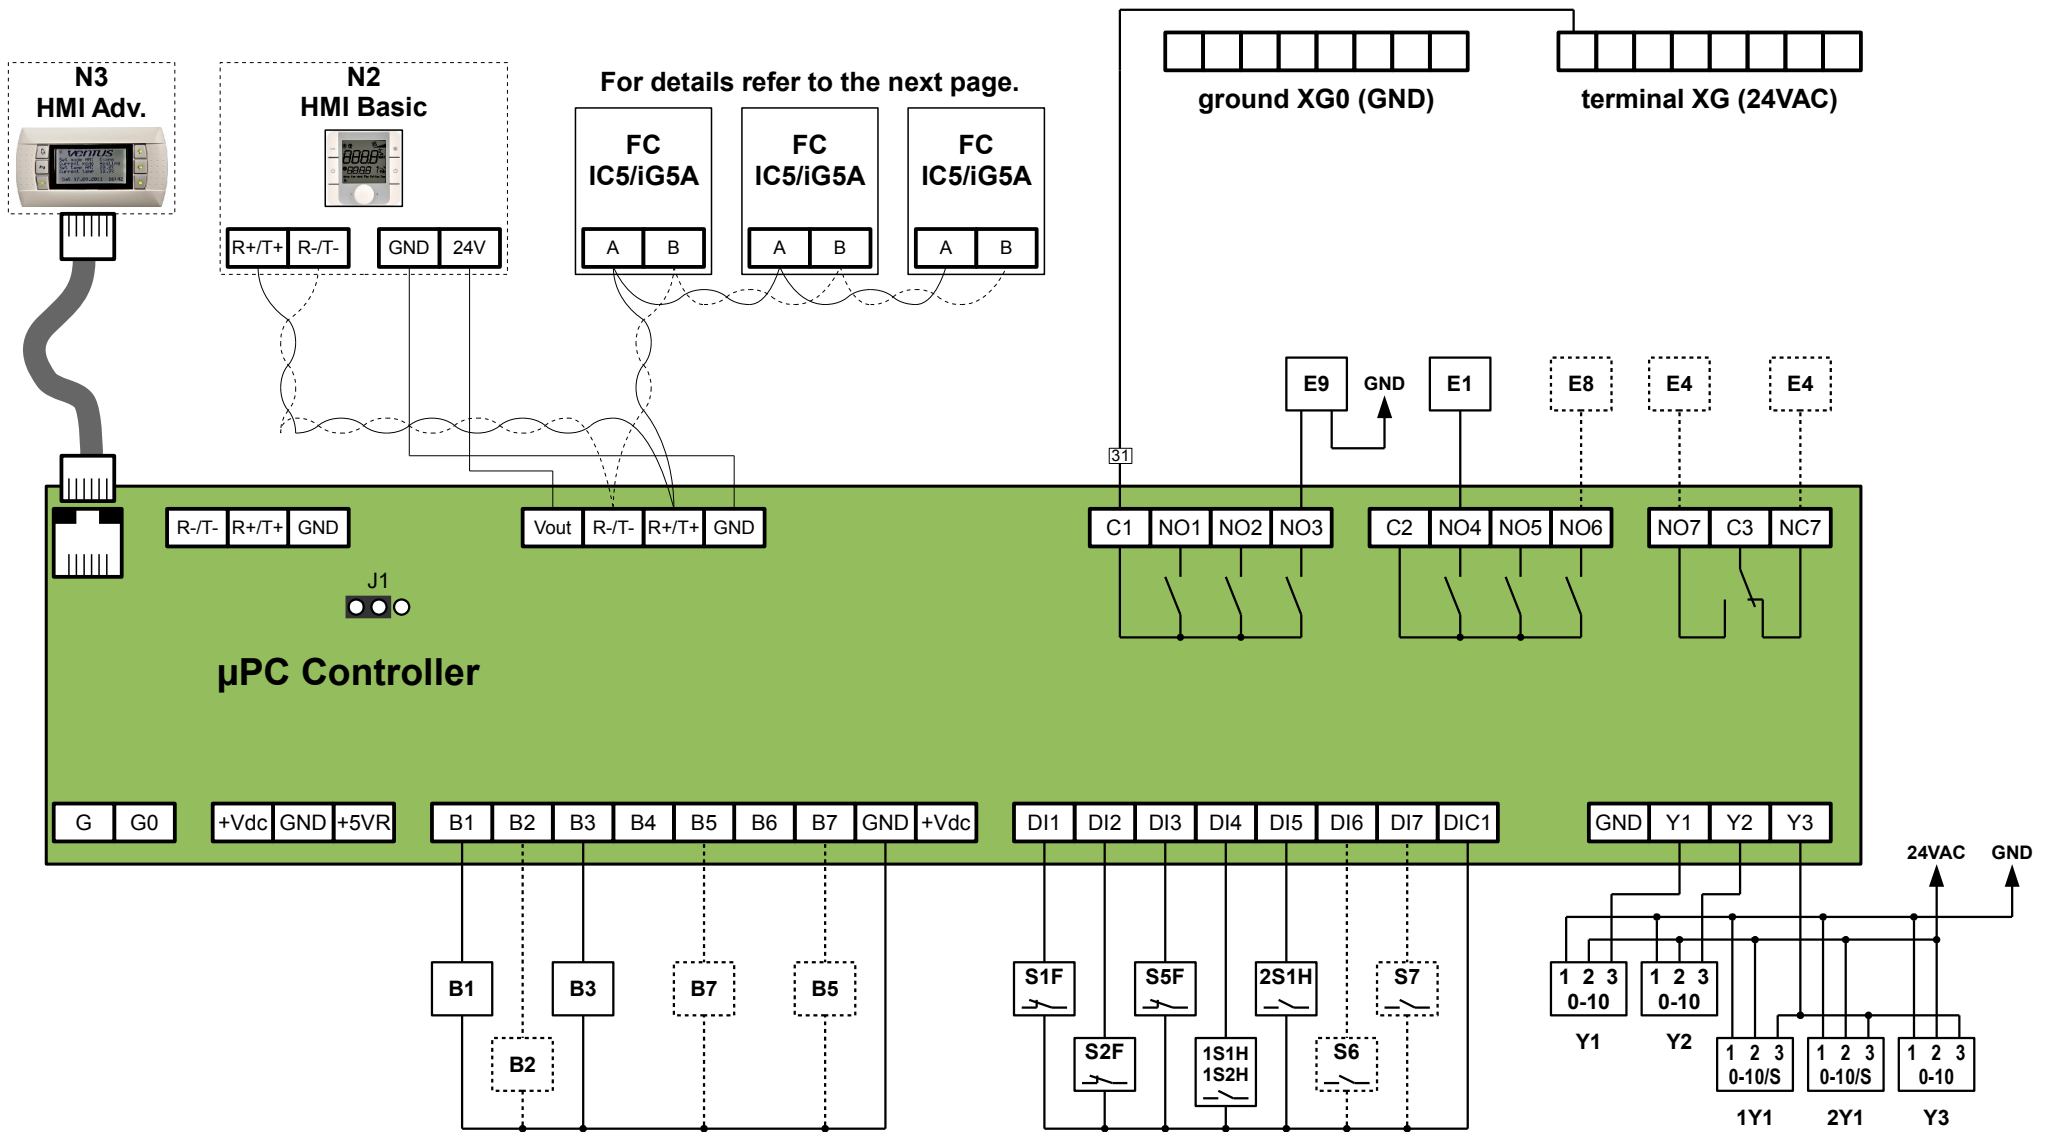 N3
HMI Adv.
ventus
N2
HMI Basic
For details refer to the next page.
FC
IC5/iG5A
FC
IC5/iG5A
FC
IC5/iG5A
ground XG0 (GND)
terminal XG (24VAC)
R+/T+ R-/T- GND 24V
A B A B A B
E9 GND E1 E8 E4 E4
31
R-/T- R+/T+ GND
Vout R-/T- R+/T+ GND
C1 NO1 NO2 NO3
C2 NO4 NO5 NO6
NO7 C3 NC7
J1
µPC Controller
G G0
+Vdc GND +5VR
B1 B2 B3 B4 B5 B6 B7 GND +Vdc
DI1 DI2 DI3 DI4 DI5 DI6 DI7 DIC1
GND Y1 Y2 Y3
24VAC GND
B1 B3 B7 B5
B2
S1F S5F 2S1H S7
S2F
1S1H
1S2H
S6
1 2 3
0-10
Y1
1 2 3
0-10
Y2
1 2 3
0-10/S
1Y1
1 2 3
0-10/S
2Y1
1 2 3
0-10
Y3